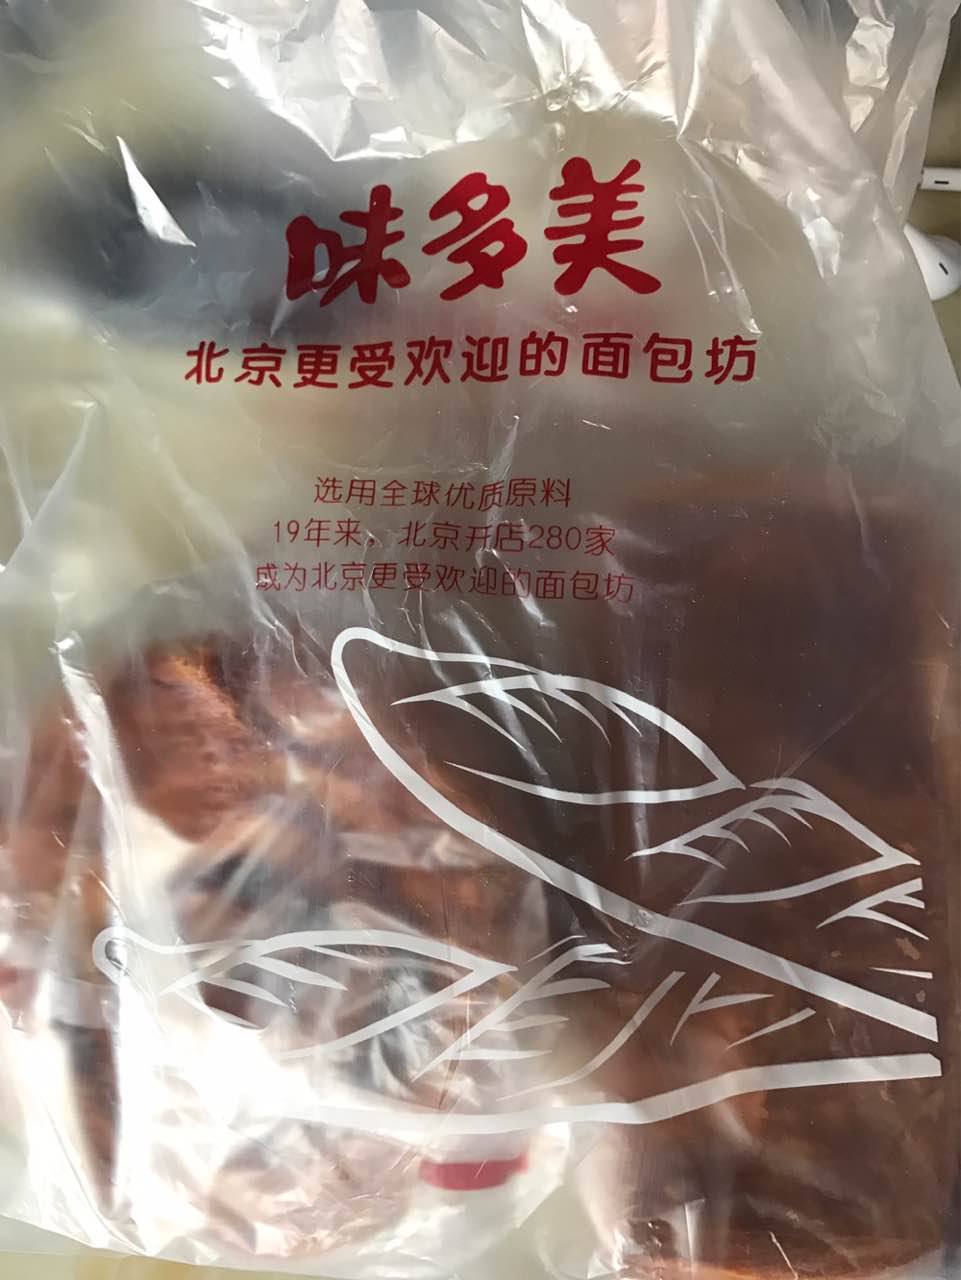 味多美
北京更受欢迎的面包坊
选用全球优质原料
19年来，北京开店280家
成为北京更受欢迎的面包坊